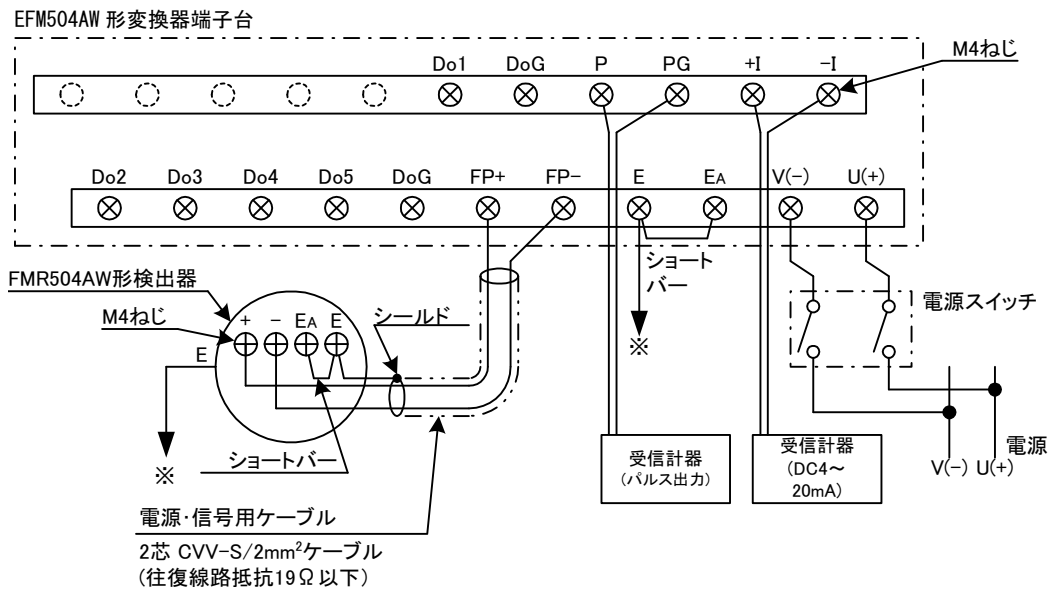 EFM504AW 形変換器端子台
M4ねじ
Do1 DoG P PG +I -I
Do2 Do3 Do4 Do5 DoG FP+ FP- E EA V(-) U(+)
ショート
バー
FMR504AW形検出器
M4ねじ
+ - EA E
シールド
電源スイッチ
E
※
※
ショートバー
受信計器
(パルス出力)
受信計器
(DC4～
20mA)
電源
V(-) U(+)
電源・信号用ケーブル
2芯 CVV-S/2mm²ケーブル
(往復線路抵抗19Ω以下)